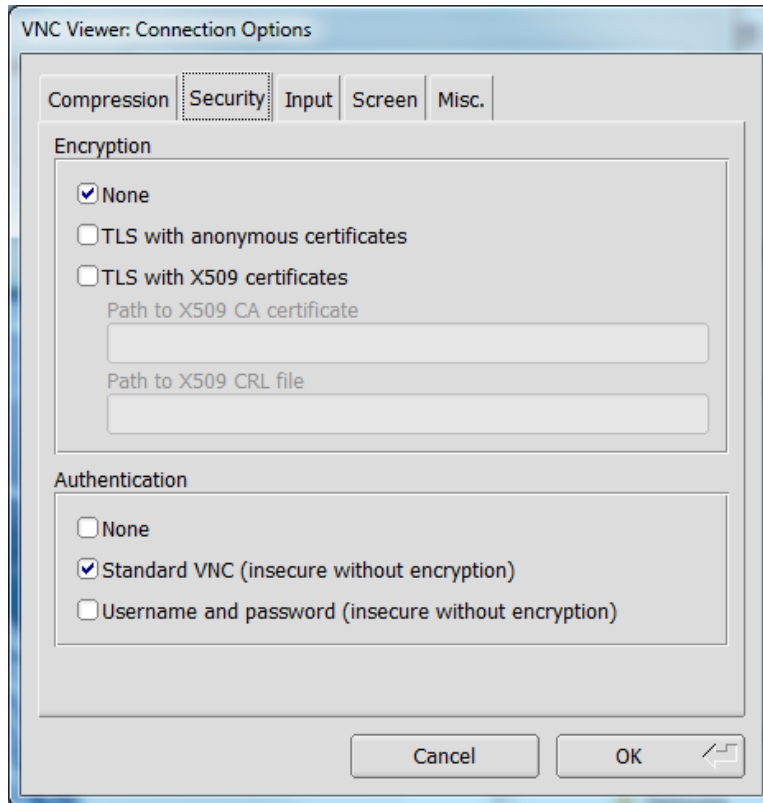 VNC Viewer: Connection Options
Compression Security Input Screen Misc.
Encryption
None
TLS with anonymous certificates
TLS with X509 certificates
Path to X509 CA certificate
Path to X509 CRL file
Authentication
None
Standard VNC (insecure without encryption)
Username and password (insecure without encryption)
Cancel OK